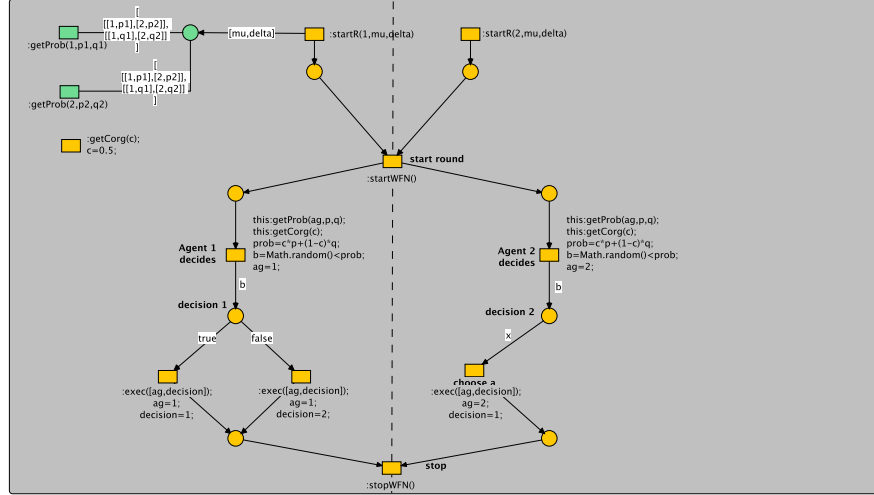 [
[[1,p1],[2,p2]],
[[1,q1],[2,q2]]
]
[mu,delta]
:startR(1,mu,delta)
:startR(2,mu,delta)
:getProb(1,p1,q1)
[
[[1,p1],[2,p2]],
[[1,q1],[2,q2]]
]
:getProb(2,p2,q2)
:getCorg(c);
c=0.5;
start round
:startWFN()
this:getProb(ag,p,q);
this:getCorg(c);
prob=c*p+(1-c)*q;
b=Math.random()<prob;
ag=1;
Agent 1
decides
b
decision 1
true
false
:exec([ag,decision]);
ag=1;
decision=1;
:exec([ag,decision]);
ag=1;
decision=2;
this:getProb(ag,p,q);
this:getCorg(c);
prob=c*p+(1-c)*q;
b=Math.random()<prob;
ag=2;
Agent 2
decides
b
decision 2
x
choose a
:exec([ag,decision]);
ag=2;
decision=1;
stop
:stopWFN()